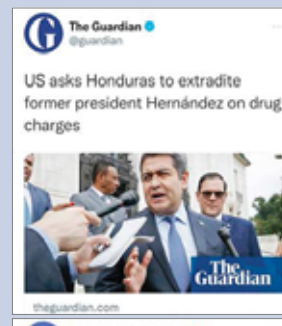 The Guardian
@guardian
US asks Honduras to extradite
former president Hernández on drug
charges
The
Guardian
theguardian.com